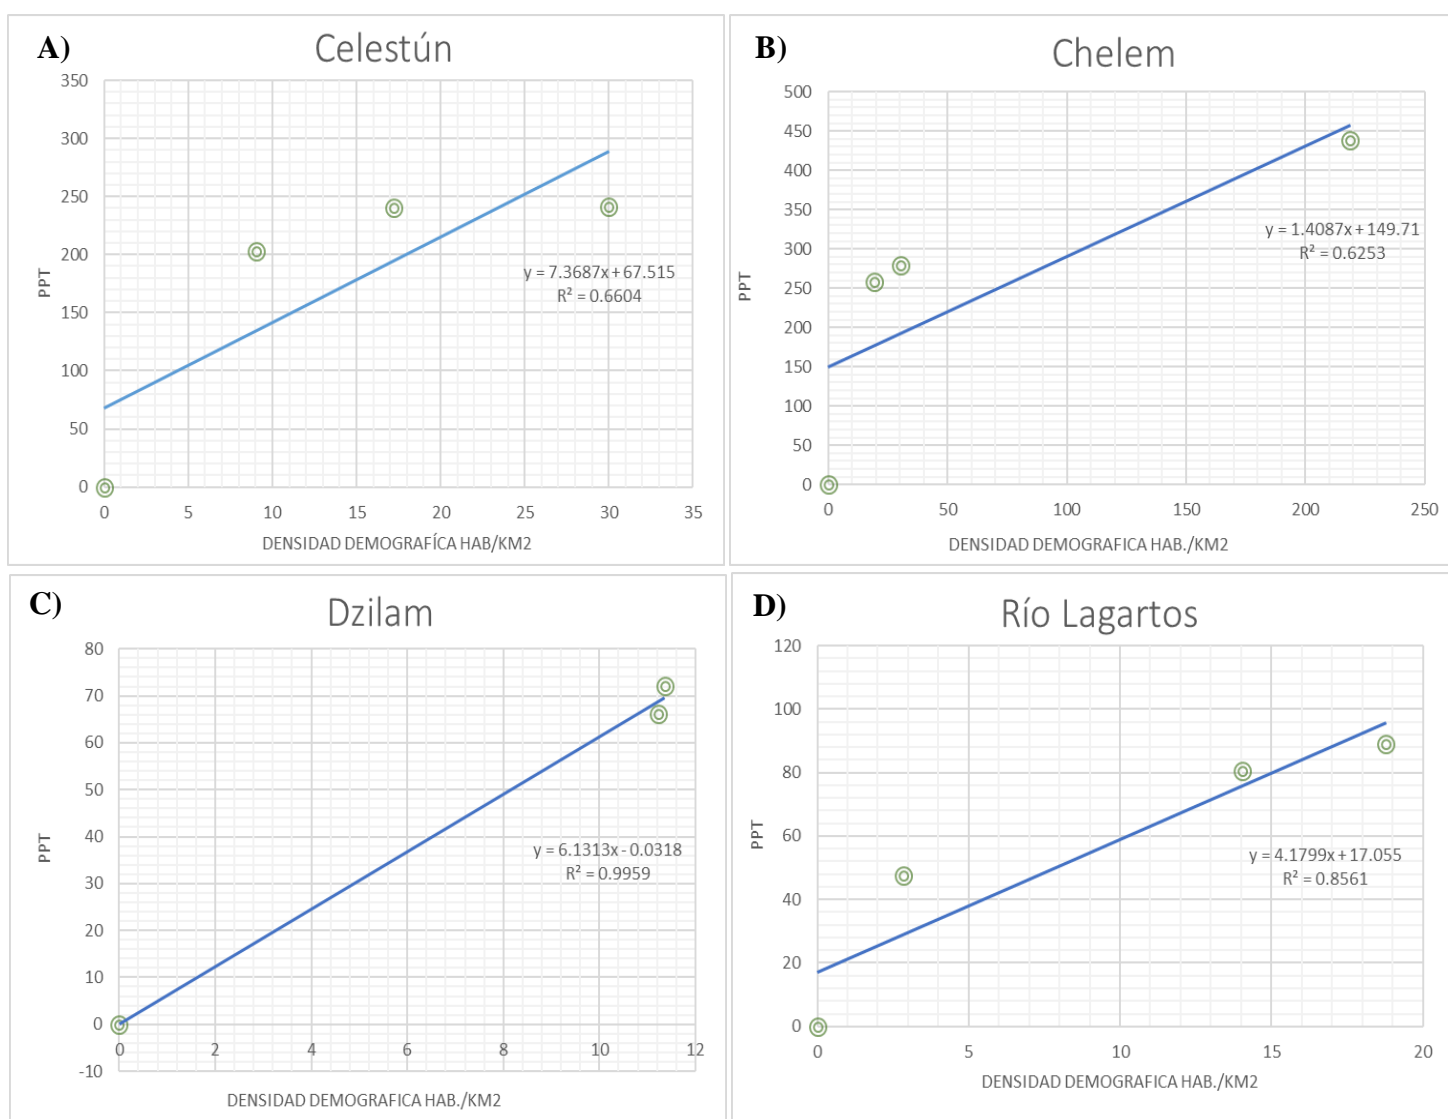 A)
Celestún
350
300
250
200
150
100
50
0
PPT
y = 7.3687x + 67.515
R² = 0.6604
0 5 10 15 20 25 30 35
DENSIDAD DEMOGRAFÍCA HAB/KM2
B)
Chelem
500
450
400
350
300
250
200
150
100
50
0
PPT
y = 1.4087x + 149.71
R² = 0.6253
0 50 100 150 200 250
DENSIDAD DEMOGRAFICA HAB./KM2
C)
Dzilam
80
70
60
50
40
30
20
10
0
-10
PPT
y = 6.1313x - 0.0318
R² = 0.9959
0 2 4 6 8 10 12
DENSIDAD DEMOGRAFICA HAB./KM2
D)
Río Lagartos
120
100
80
60
40
20
0
PPT
y = 4.1799x + 17.055
R² = 0.8561
0 5 10 15 20
DENSIDAD DEMOGRAFICA HAB./KM2